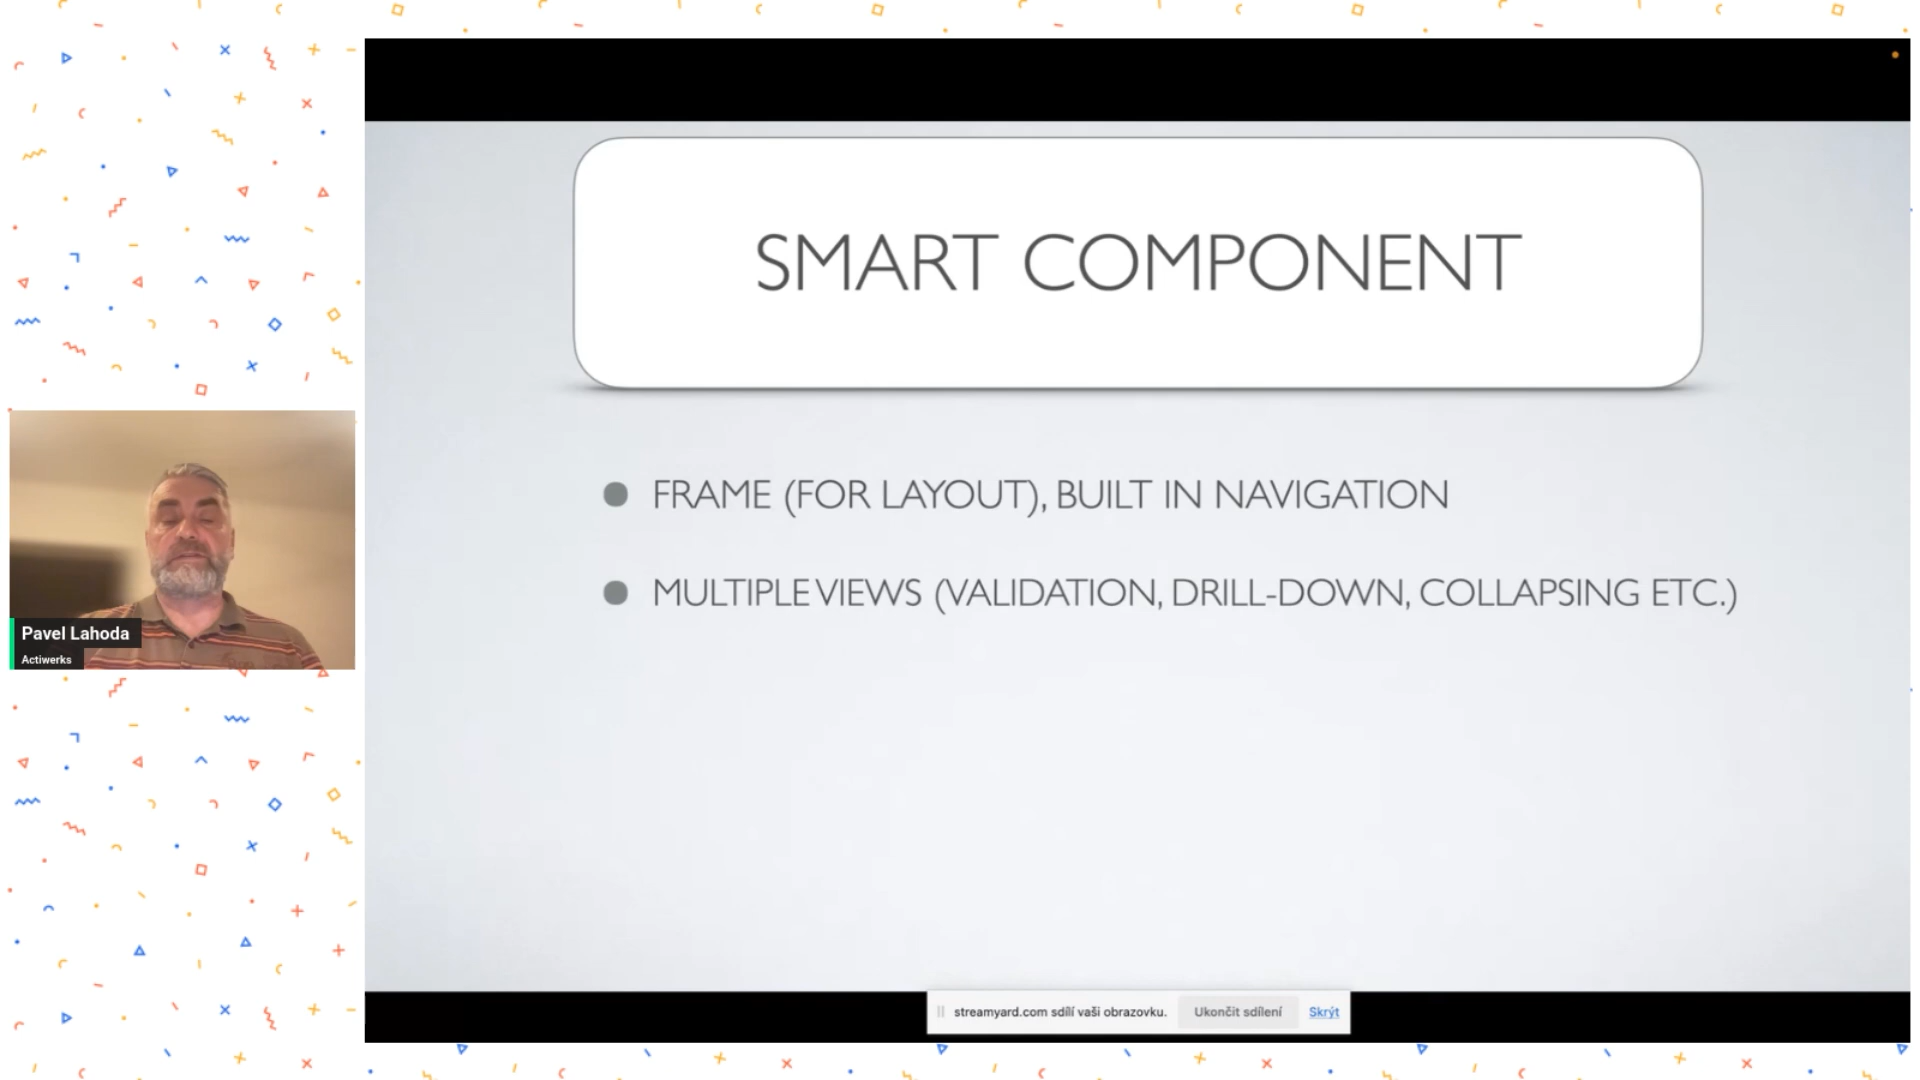 SMART COMPONENT
FRAME (FOR LAYOUT), BUILT IN NAVIGATION
MULTIPLE VIEWS (VALIDATION, DRILL-DOWN, COLLAPSING ETC.)
Pavel Lahoda
Actiwerks
streamyard.com sdílí vaši obrazovku. Ukončit sdílení Skrýt